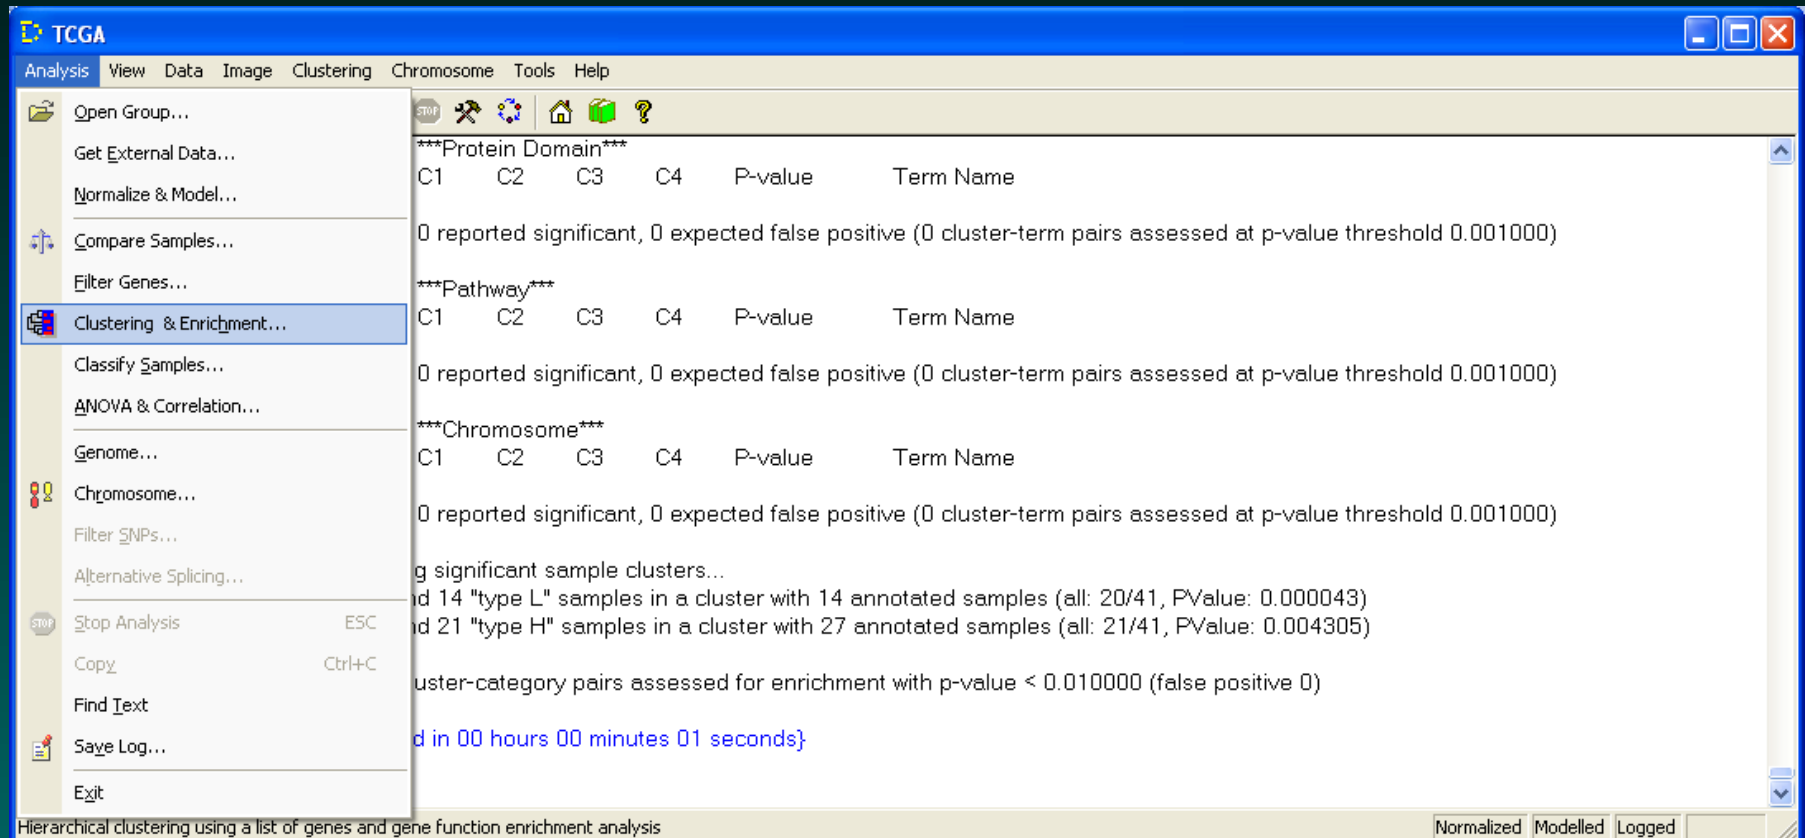 TCGA
Analysis View Data Image Clustering Chromosome Tools Help
Open Group...
Get External Data...
Normalize & Model...
Compare Samples...
Filter Genes...
Clustering & Enrichment...
Classify Samples...
ANOVA & Correlation...
Genome...
Chromosome...
Filter SNPs...
Alternative Splicing...
STOP Stop Analysis ESC
Copy Ctrl+C
Find Text
Save Log...
Exit
STOP
***Protein Domain***
C1 C2 C3 C4 P-value Term Name
0 reported significant, 0 expected false positive (0 cluster-term pairs assessed at p-value threshold 0.001000)
***Pathway***
C1 C2 C3 C4 P-value Term Name
0 reported significant, 0 expected false positive (0 cluster-term pairs assessed at p-value threshold 0.001000)
***Chromosome***
C1 C2 C3 C4 P-value Term Name
0 reported significant, 0 expected false positive (0 cluster-term pairs assessed at p-value threshold 0.001000)
g significant sample clusters...
nd 14 "type L" samples in a cluster with 14 annotated samples (all: 20/41, PValue: 0.000043)
nd 21 "type H" samples in a cluster with 27 annotated samples (all: 21/41, PValue: 0.004305)
uster-category pairs assessed for enrichment with p-value < 0.010000 (false positive 0)
d in 00 hours 00 minutes 01 seconds}
Hierarchical clustering using a list of genes and gene function enrichment analysis
Normalized Modelled Logged